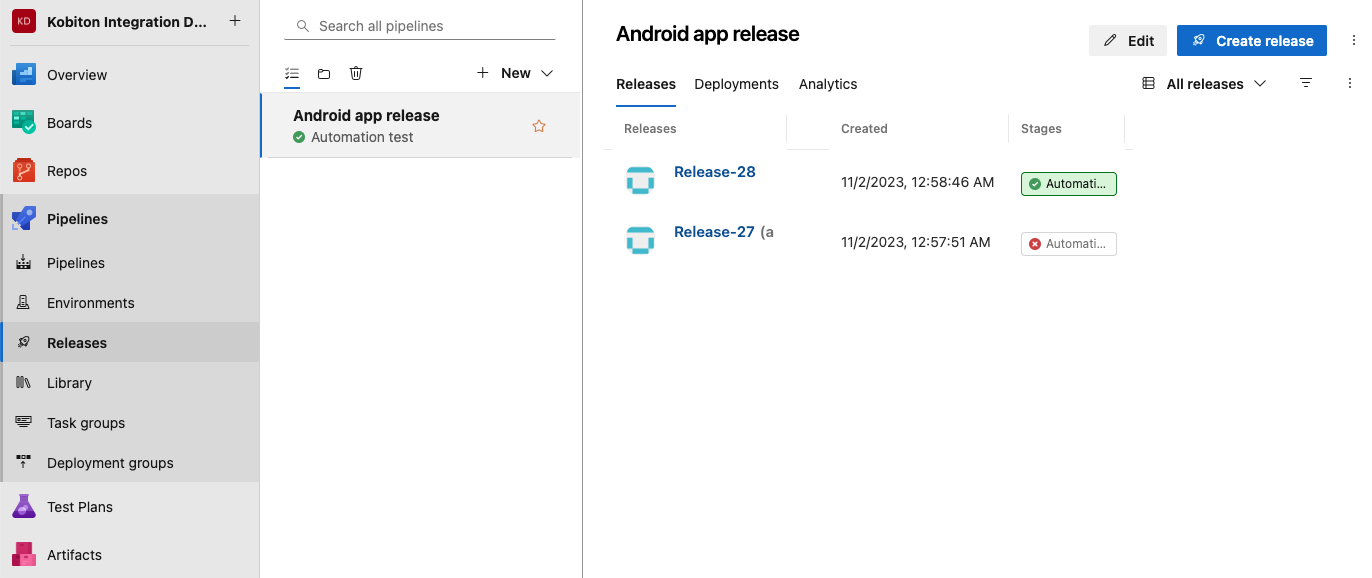 KD Kobiton Integration D...
Overview
Boards
Repos
Pipelines
Pipelines
Environments
Releases
Library
Task groups
Deployment groups
Test Plans
Artifacts
Search all pipelines
New
Android app release
Automation test
Android app release
Edit
Create release
Releases Deployments Analytics
All releases
Releases Created Stages
Release-28 11/2/2023, 12:58:46 AM Automati...
Release-27 (a 11/2/2023, 12:57:51 AM Automati...